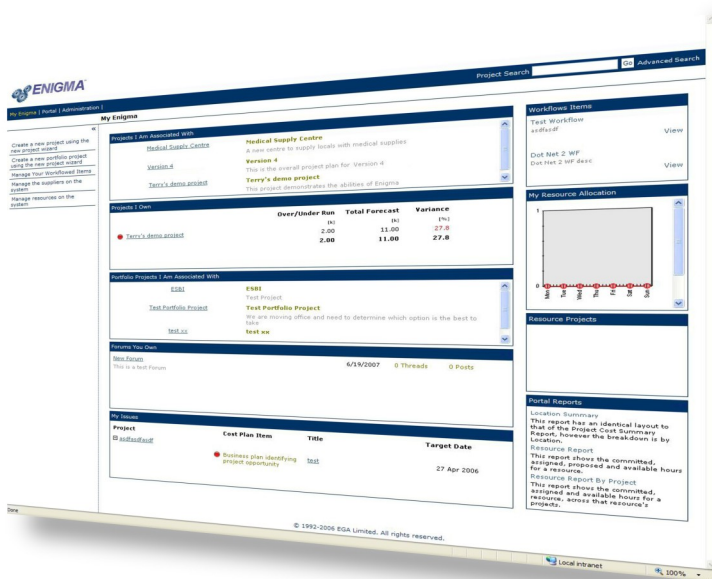 ENIGMA
Project Search
Go
Advanced Search
My Enigma | Portal | Administration |
My Enigma
«
Create a new project using the
new project wizard
Create a new portfolio project
using the new project wizard
Manage Your Workflowed Items
Manage the suppliers on the
system
Manage resources on the
system
Projects I Am Associated With
Medical Supply Centre
Medical Supply Centre
A new centre to supply locals with medical supplies
Version 4
Version 4
This is the overall project plan for Version 4
Terry's demo project
Terry's demo project
This project demonstrates the abilities of Enigma
Projects I Own
Over/Under Run Total Forecast Variance
[k] [k] [%]
Terry's demo project 2.00 11.00 27.8
2.00 11.00 27.8
Portfolio Projects I Am Associated With
ESBI
ESBI
Test Project
Test Portfolio Project
Test Portfolio Project
We are moving office and need to determine which option is the best to
take
test xx
test xx
Forums You Own
New Forum 6/19/2007 0 Threads 0 Posts
This is a test Forum
My Issues
Project Cost Plan Item Title Target Date
asdfasdfasdf
Business plan identifying
project opportunity
test
27 Apr 2006
Workflows Items
Test Workflow
asdfasdf
View
Dot Net 2 WF
Dot Net 2 WF desc
View
My Resource Allocation
1
0
Mon Tue Wed Thu Fri Sat Sun
Resource Projects
Portal Reports
Location Summary
This report has an identical layout to
that of the Project Cost Summary
Report, however the breakdown is by
Location.
Resource Report
This report shows the committed,
assigned, proposed and available hours
for a resource.
Resource Report By Project
This report shows the committed,
assigned and available hours for a
resource, across that resource's
projects.
© 1992-2006 EGA Limited. All rights reserved.
Done
Local intranet
100%